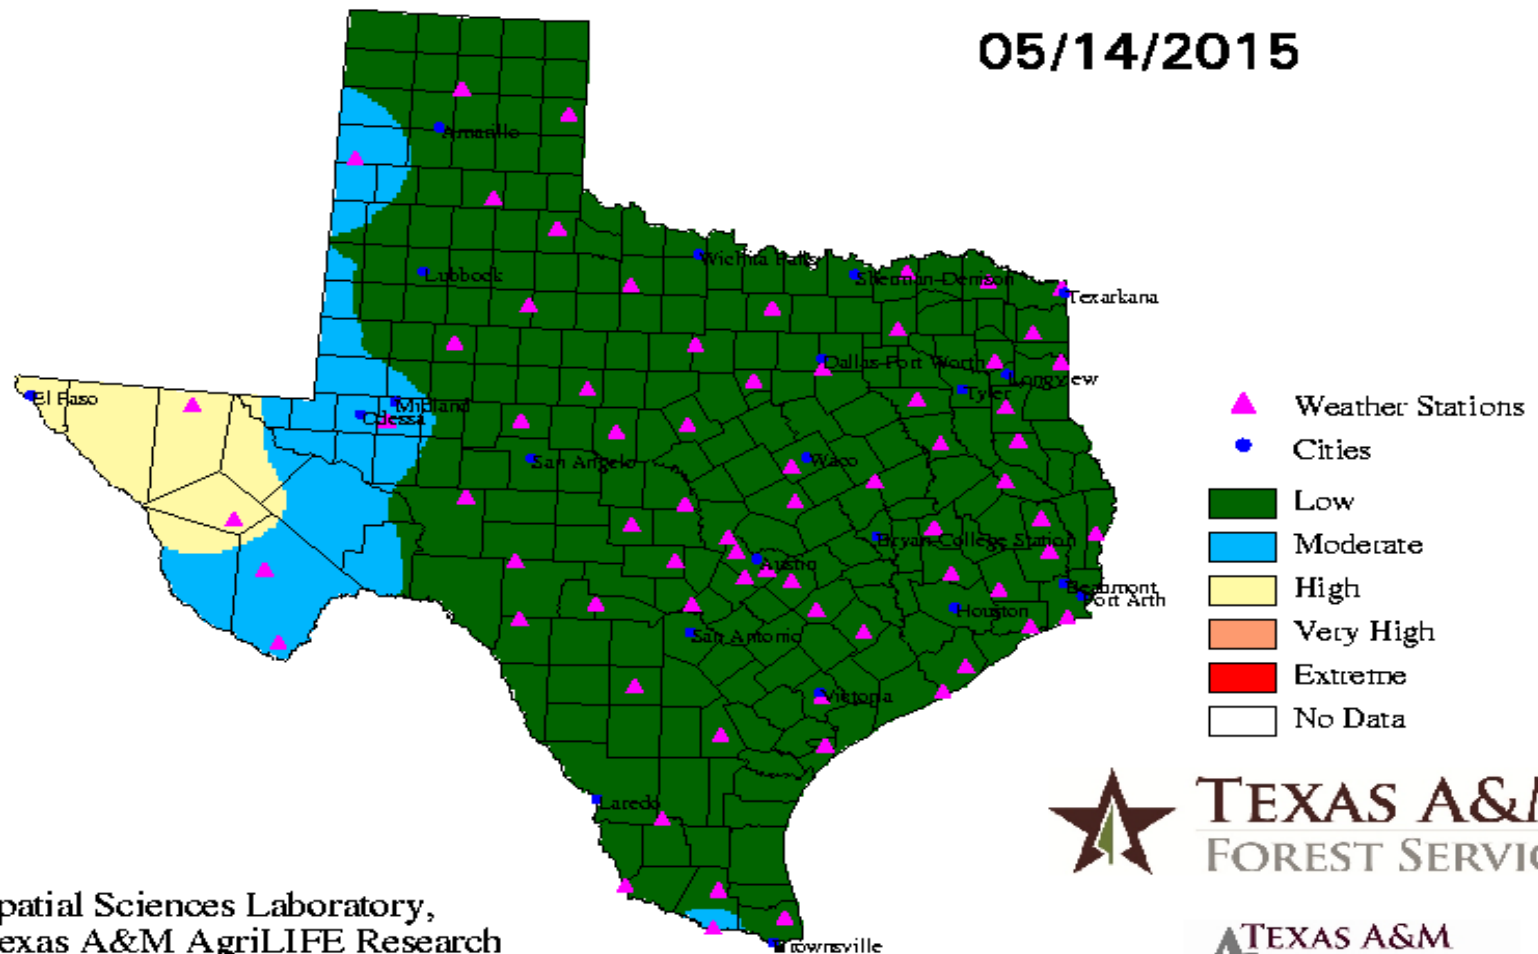 05/14/2015
Amarillo
Lubbock
Wichita Falls
Sherman-Denison
Texarkana
Dallas-Fort Worth
Longview
Tyler
El Paso
Midland
Odessa
San Angelo
Waco
Bryan-College Station
Austin
Beaumont
Port Arth
Houston
San Antonio
Victoria
Laredo
Brownsville
Weather Stations
Cities
Low
Moderate
High
Very High
Extreme
No Data
TEXAS A&M
FOREST SERVIC
patial Sciences Laboratory,
exas A&M AgriLIFE Research
TEXAS A&M